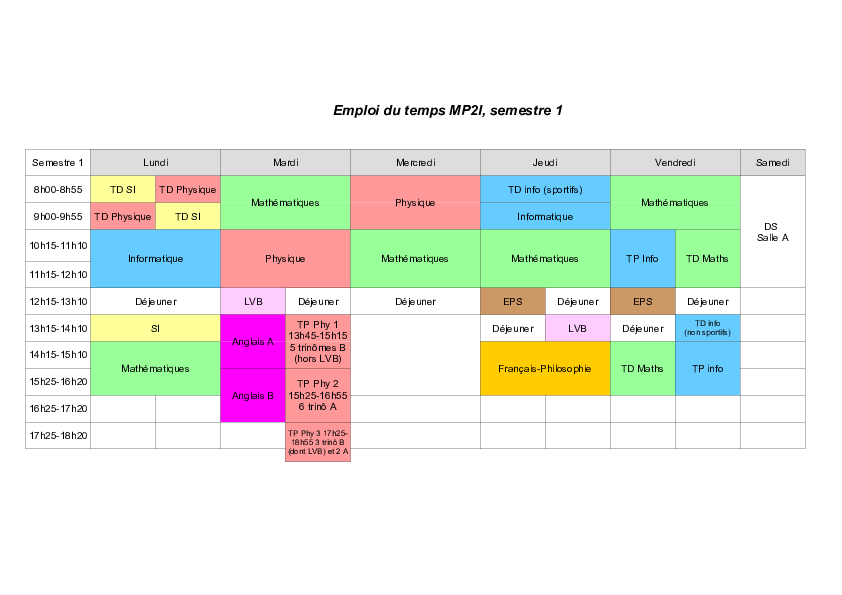 Emploi du temps MP2I, semestre 1
Semestre 1 Lundi Mardi Mercredi Jeudi Vendredi Samedi
8h00-8h55 TD SI TD Physique Mathématiques Physique TD info (sportifs) Mathématiques DS
Salle A
9h00-9h55 TD Physique TD SI Informatique
10h15-11h10 Informatique Physique Mathématiques Mathématiques TP Info TD Maths
11h15-12h10
12h15-13h10 Déjeuner LVB Déjeuner Déjeuner EPS Déjeuner EPS Déjeuner
13h15-14h10 SI Anglais A TP Phy 1
13h45-15h15
5 trinômes B
(hors LVB)
Déjeuner LVB Déjeuner TD info
(non sportifs)
14h15-15h10 Mathématiques Français-Philosophie TD Maths TP info
15h25-16h20 Anglais B TP Phy 2
15h25-16h55
6 trinô A
16h25-17h20
17h25-18h20 TP Phy 3 17h25-
18h55 3 trinô B
(dont LVB) et 2 A